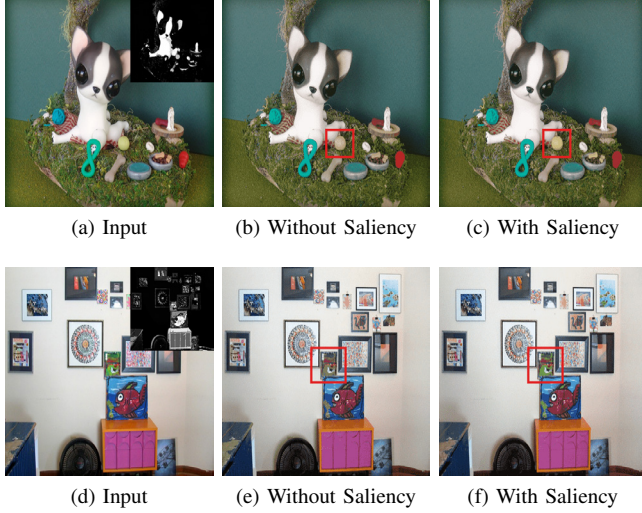 (a) Input (b) Without Saliency (c) With Saliency
(d) Input (e) Without Saliency (f) With Saliency